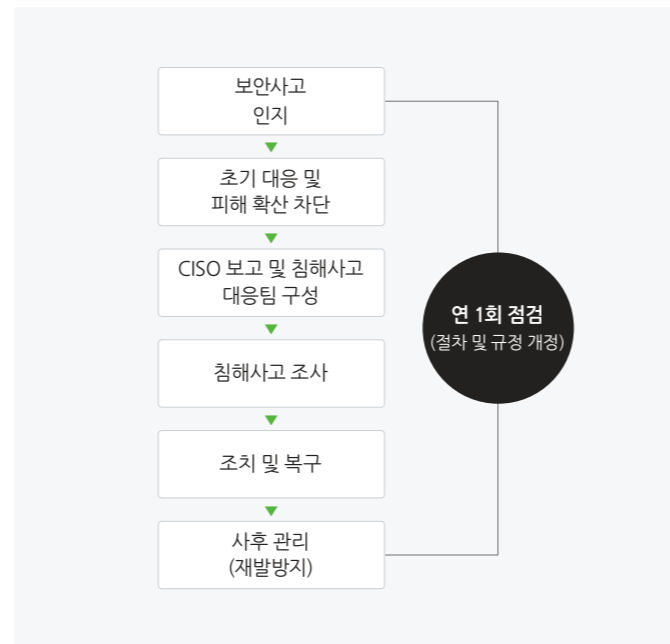 보안사고
인지
초기 대응 및
피해 확산 차단
CISO 보고 및 침해사고
대응팀 구성
침해사고 조사
조치 및 복구
사후 관리
(재발방지)
연 1회 점검
(절차 및 규정 개정)